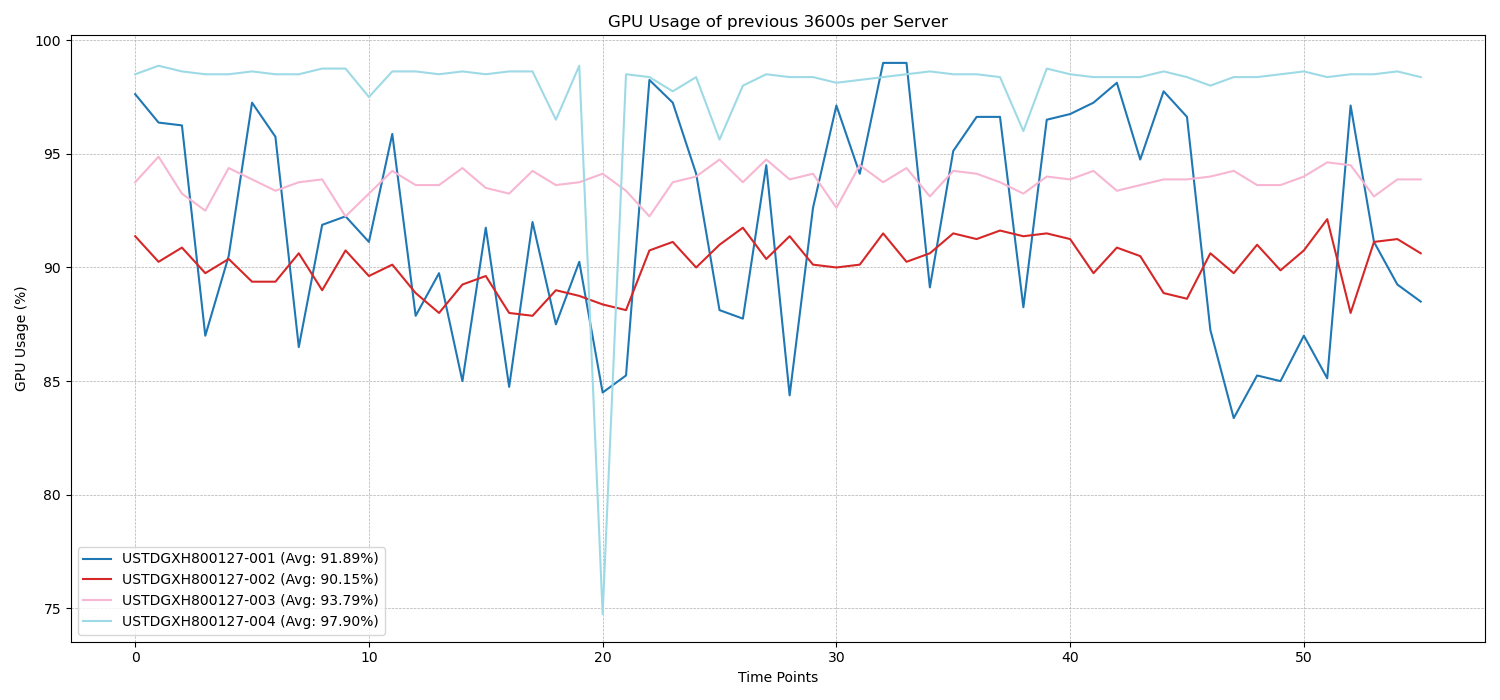 GPU Usage of previous 3600s per Server
100
95
90
85
80
75
GPU Usage (%)
USTDGXH800127-001 (Avg: 91.89%)
USTDGXH800127-002 (Avg: 90.15%)
USTDGXH800127-003 (Avg: 93.79%)
USTDGXH800127-004 (Avg: 97.90%)
0 10 20 30 40 50
Time Points